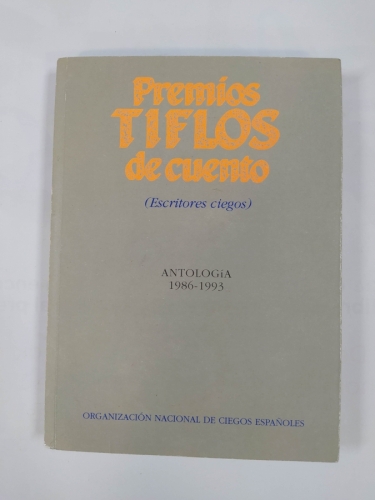 Premios
TIFLOS
de cuento
(Escritores ciegos)
ANTOLOGíA
1986-1993
ORGANIZACIÓN NACIONAL DE CIEGOS ESPAÑOLES